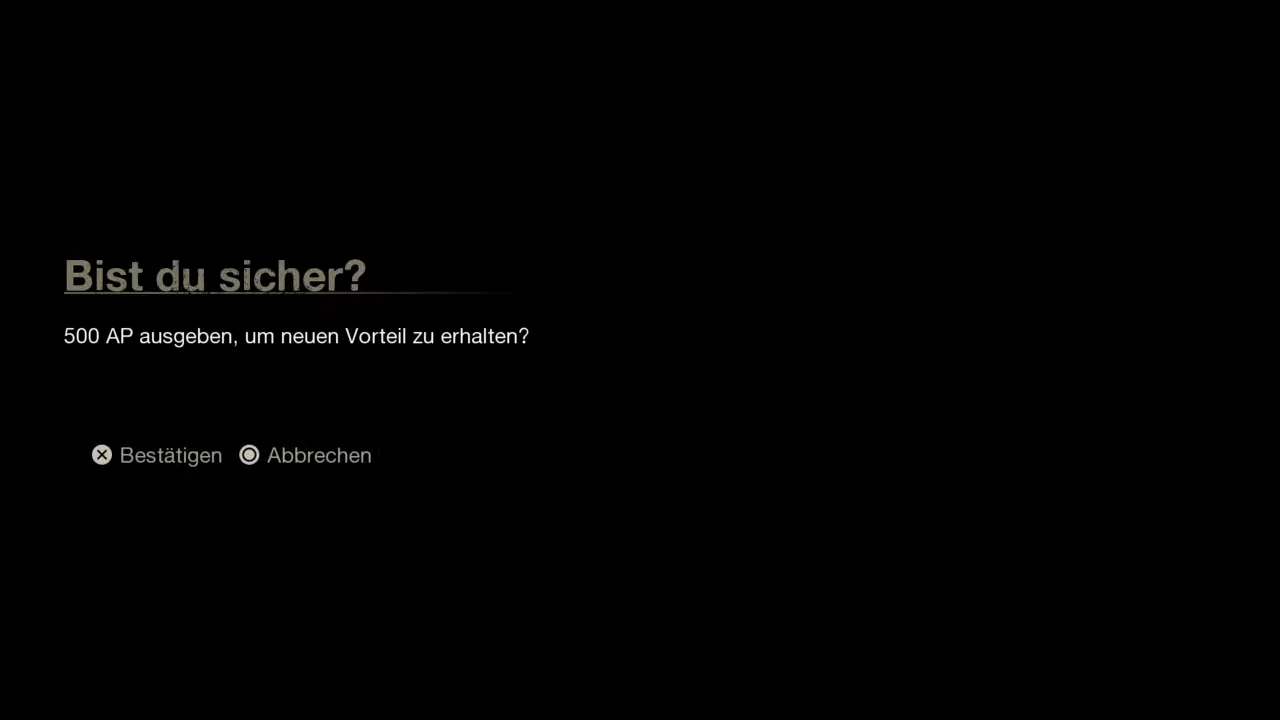 Bist du sicher?
500 AP ausgeben, um neuen Vorteil zu erhalten?
Bestätigen Abbrechen